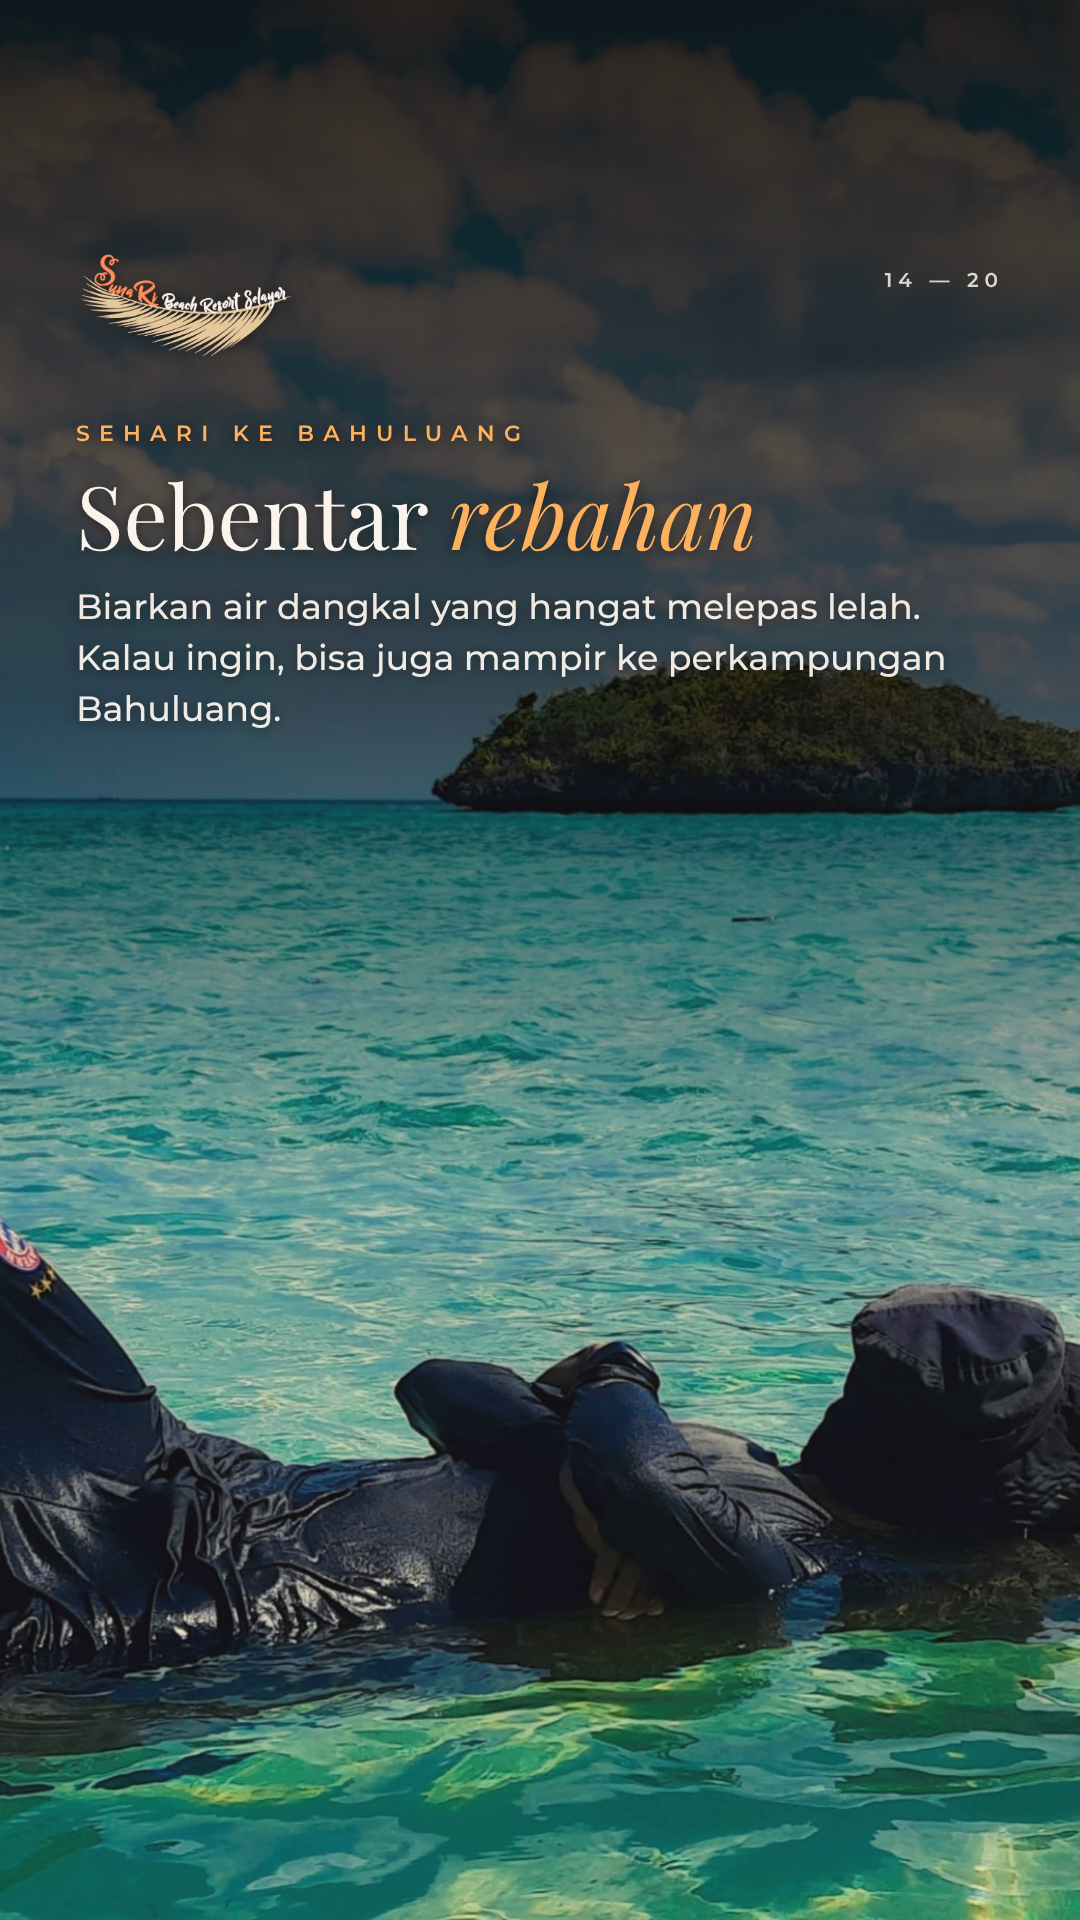 SunaRi Beach Resort Selayar
14 — 20
SEHARI KE BAHULUANG
Sebentar rebahan
Biarkan air dangkal yang hangat melepas lelah.
Kalau ingin, bisa juga mampir ke perkampungan
Bahuluang.